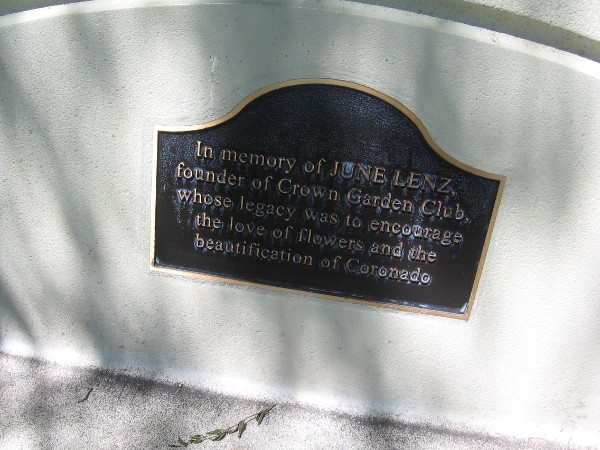 In memory of JUNE LENZ,
founder of Crown Garden Club,
whose legacy was to encourage
the love of flowers and the
beautification of Coronado